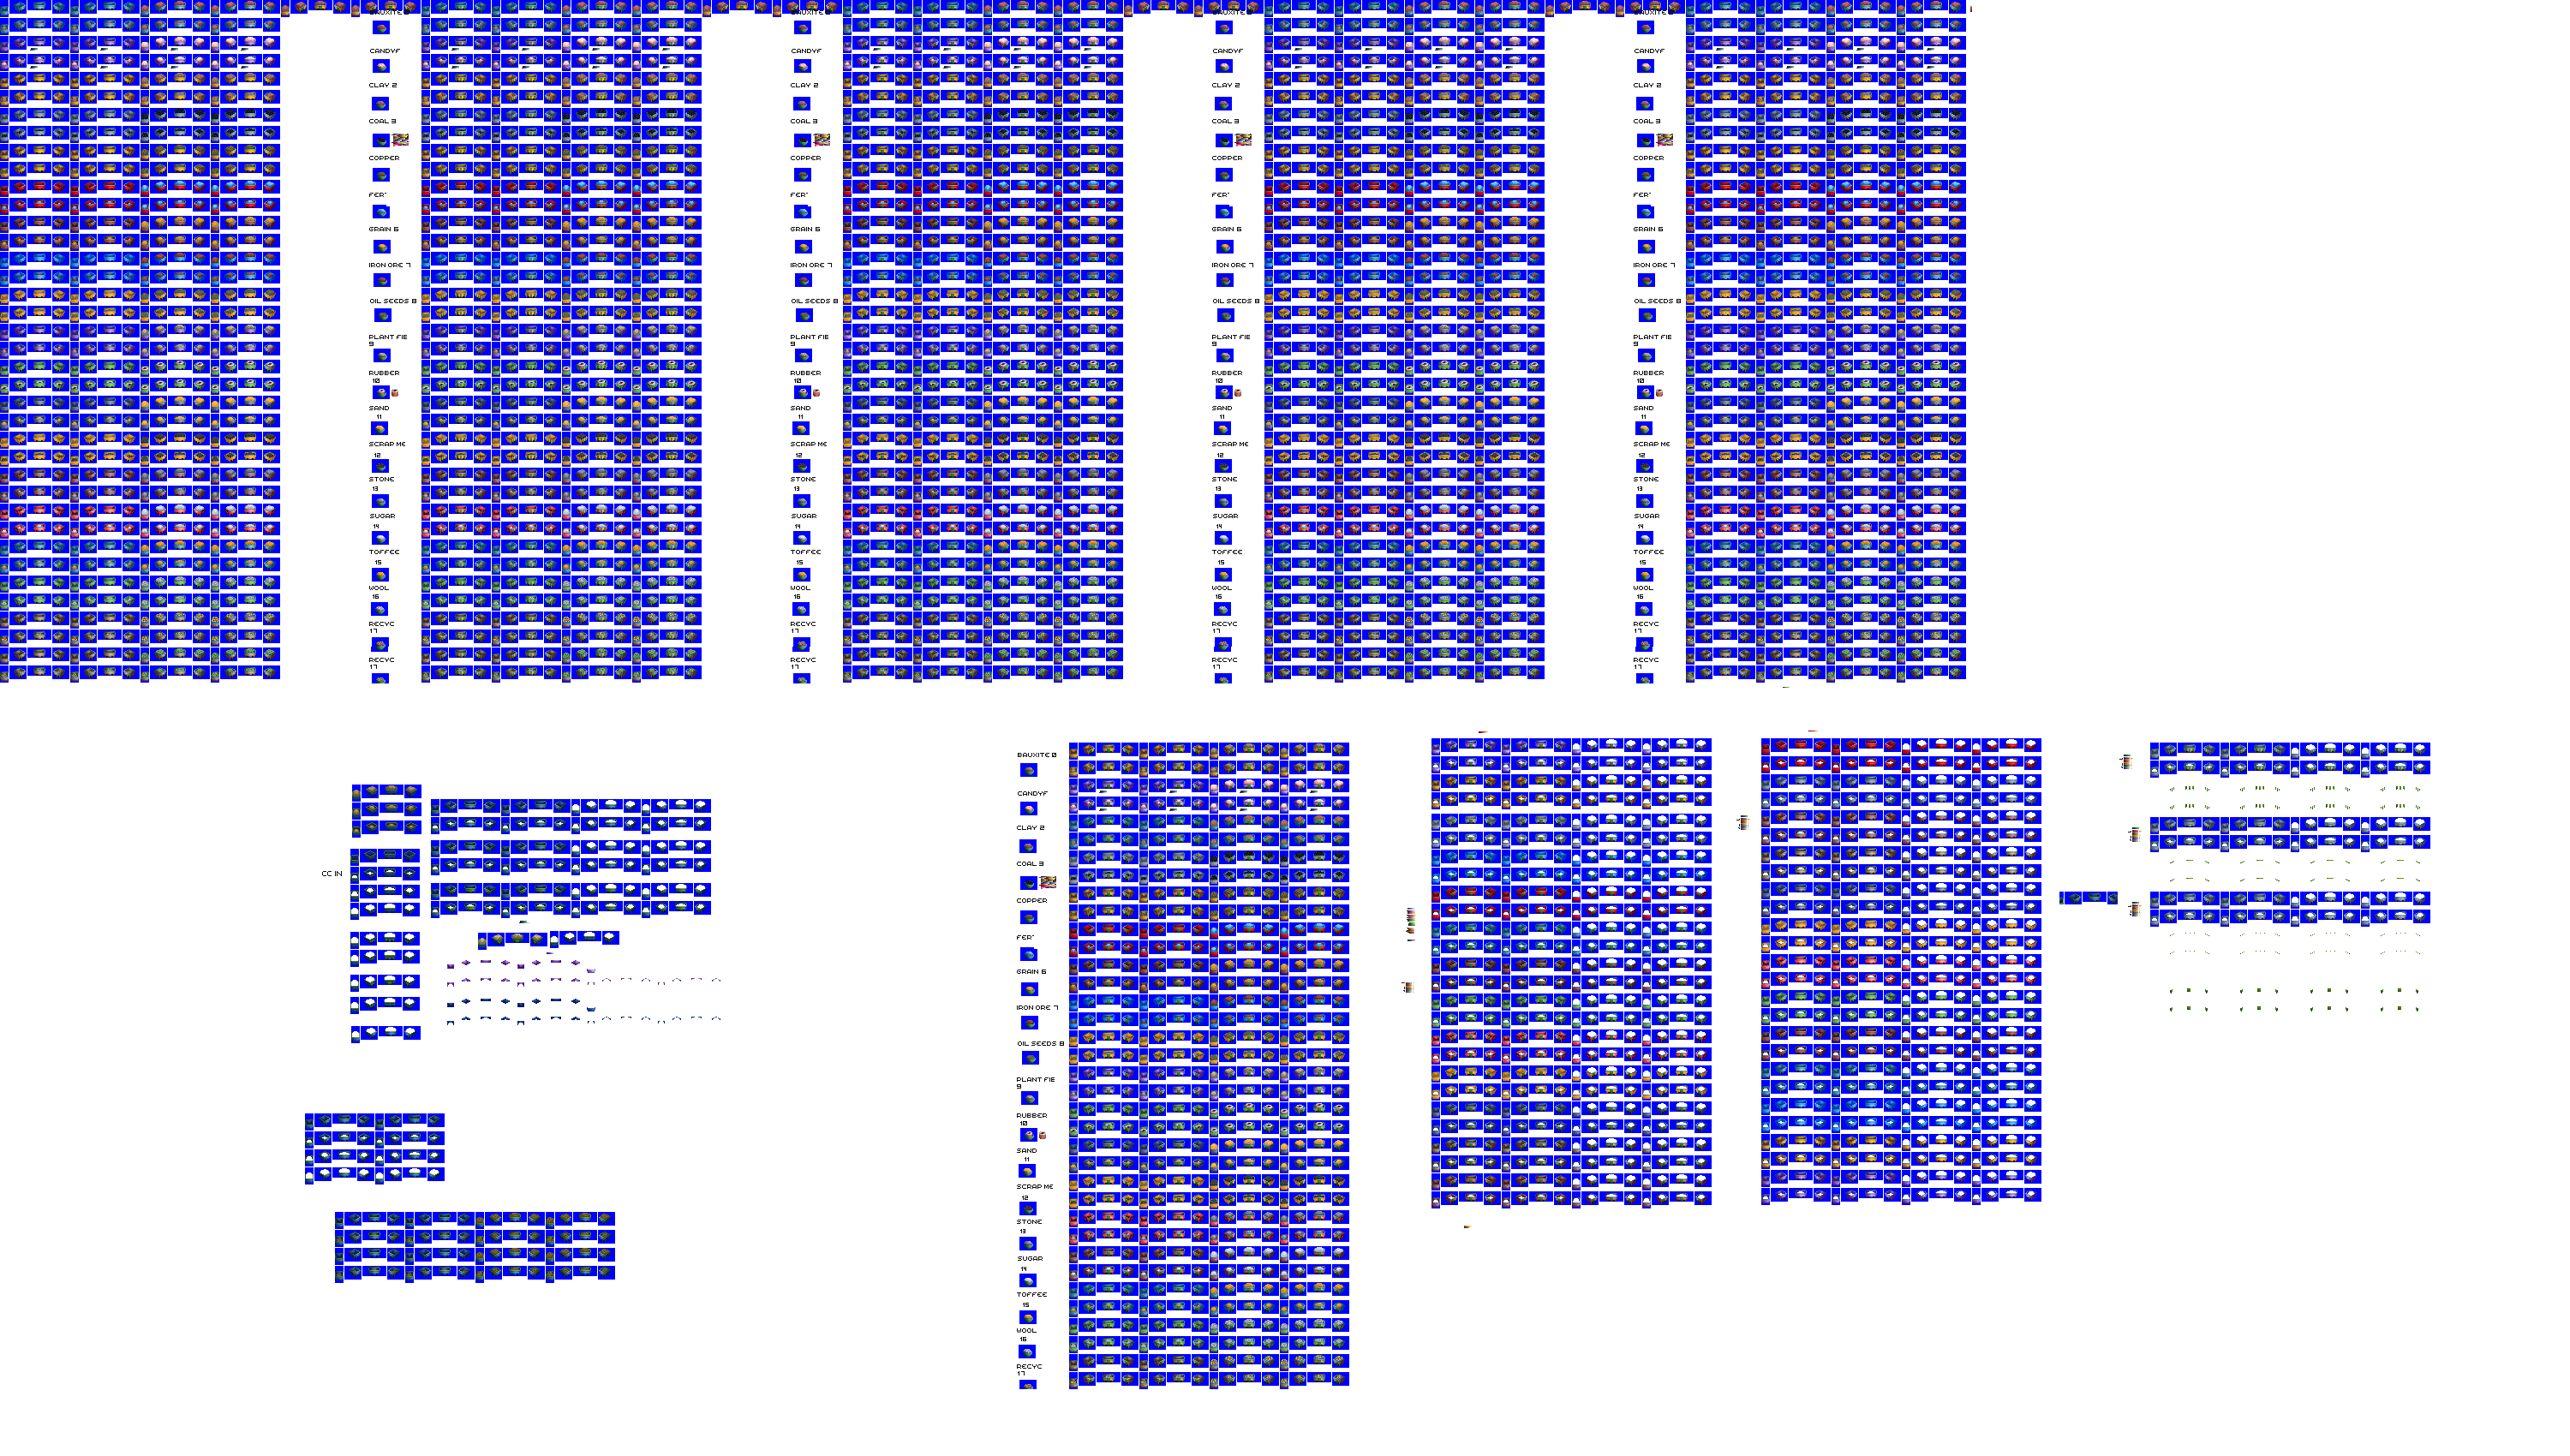 BAUXITE 0
CANDYF
CLAY 2
COAL 3
COPPER
FER'
GRAIN 6
IRON ORE 7
OIL SEEDS 8
PLANT FIE
9
RUBBER
10
SAND
11
SCRAP ME
12
STONE
13
SUGAR
14
TOFFEE
15
WOOL
16
RECYC
17
RECYC
17
BAUXITE 0
CANDYF
CLAY 2
COAL 3
COPPER
FER'
GRAIN 6
IRON ORE 7
OIL SEEDS 8
PLANT FIE
9
RUBBER
10
SAND
11
SCRAP ME
12
STONE
13
SUGAR
14
TOFFEE
15
WOOL
16
RECYC
17
RECYC
17
BAUXITE 0
CANDYF
CLAY 2
COAL 3
COPPER
FER'
GRAIN 6
IRON ORE 7
OIL SEEDS 8
PLANT FIE
9
RUBBER
10
SAND
11
SCRAP ME
12
STONE
13
SUGAR
14
TOFFEE
15
WOOL
16
RECYC
17
RECYC
17
BAUXITE 0
CANDYF
CLAY 2
COAL 3
COPPER
FER'
GRAIN 6
IRON ORE 7
OIL SEEDS 8
PLANT FIE
9
RUBBER
10
SAND
11
SCRAP ME
12
STONE
13
SUGAR
14
TOFFEE
15
WOOL
16
RECYC
17
RECYC
17
CC IN
BAUXITE 0
CANDYF
CLAY 2
COAL 3
COPPER
FER'
GRAIN 6
IRON ORE 7
OIL SEEDS 8
PLANT FIE
9
RUBBER
10
SAND
11
SCRAP ME
12
STONE
13
SUGAR
14
TOFFEE
15
WOOL
16
RECYC
17